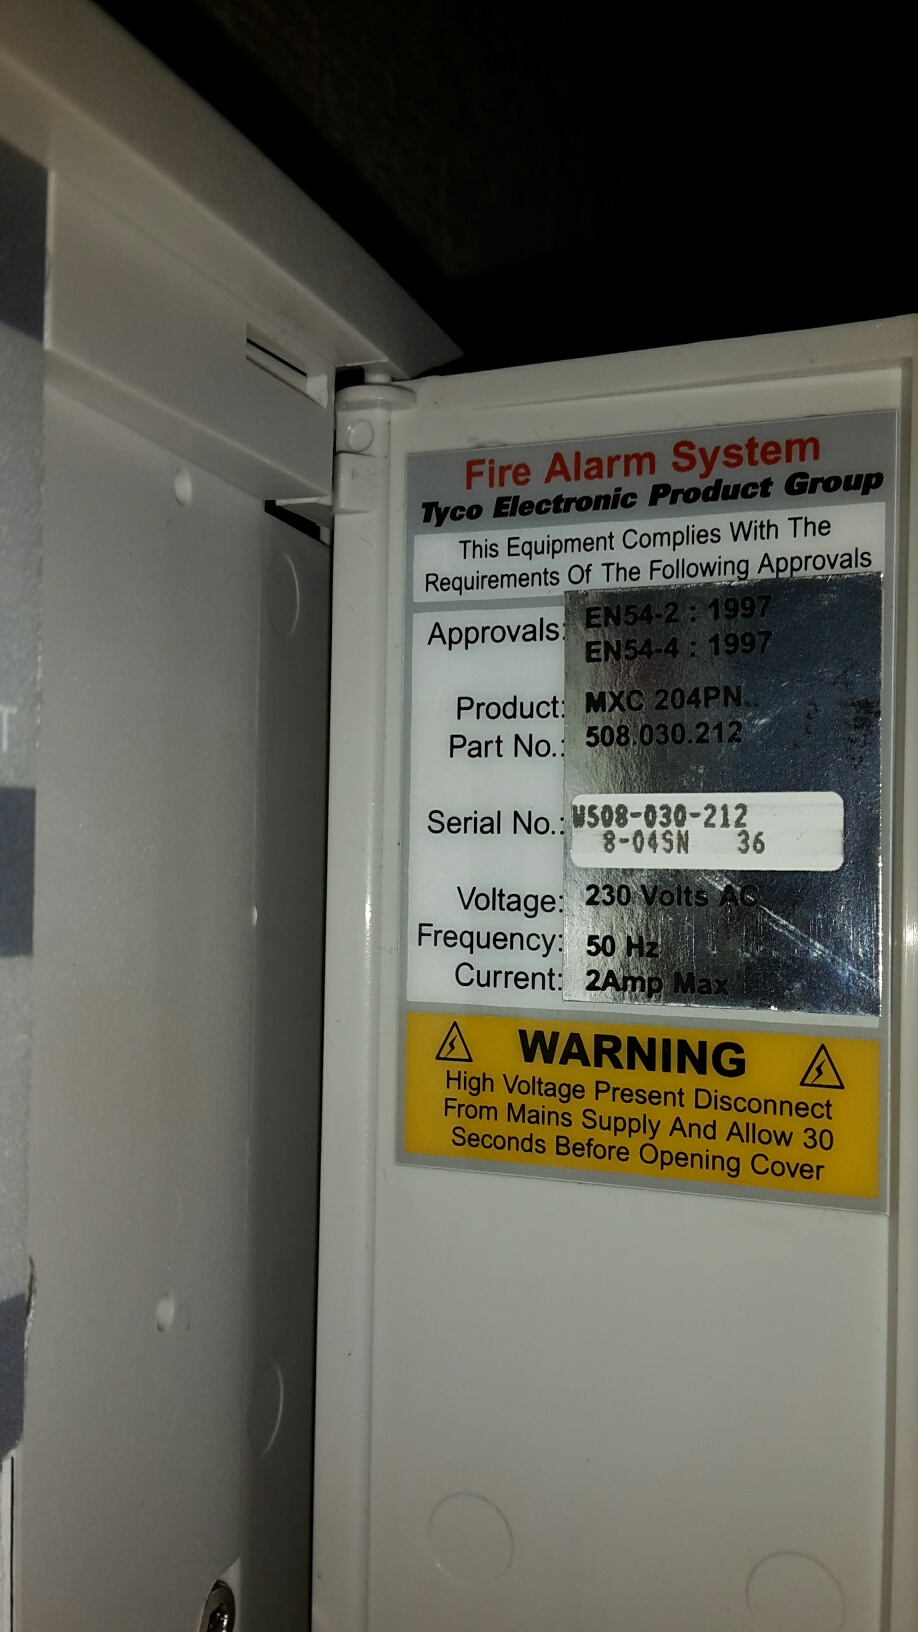 Fire Alarm System
Tyco Electronic Product Group
This Equipment Complies With The
Requirements Of The Following Approvals
Approvals: EN54-2 : 1997
EN54-4 : 1997
Product: MXC 204PN
Part No.: 508.030.212
Serial No.: W508-030-212
8-04SN 36
Voltage: 230 Volts AC
Frequency: 50 Hz
Current: 2Amp Max
WARNING
High Voltage Present Disconnect
From Mains Supply And Allow 30
Seconds Before Opening Cover
T